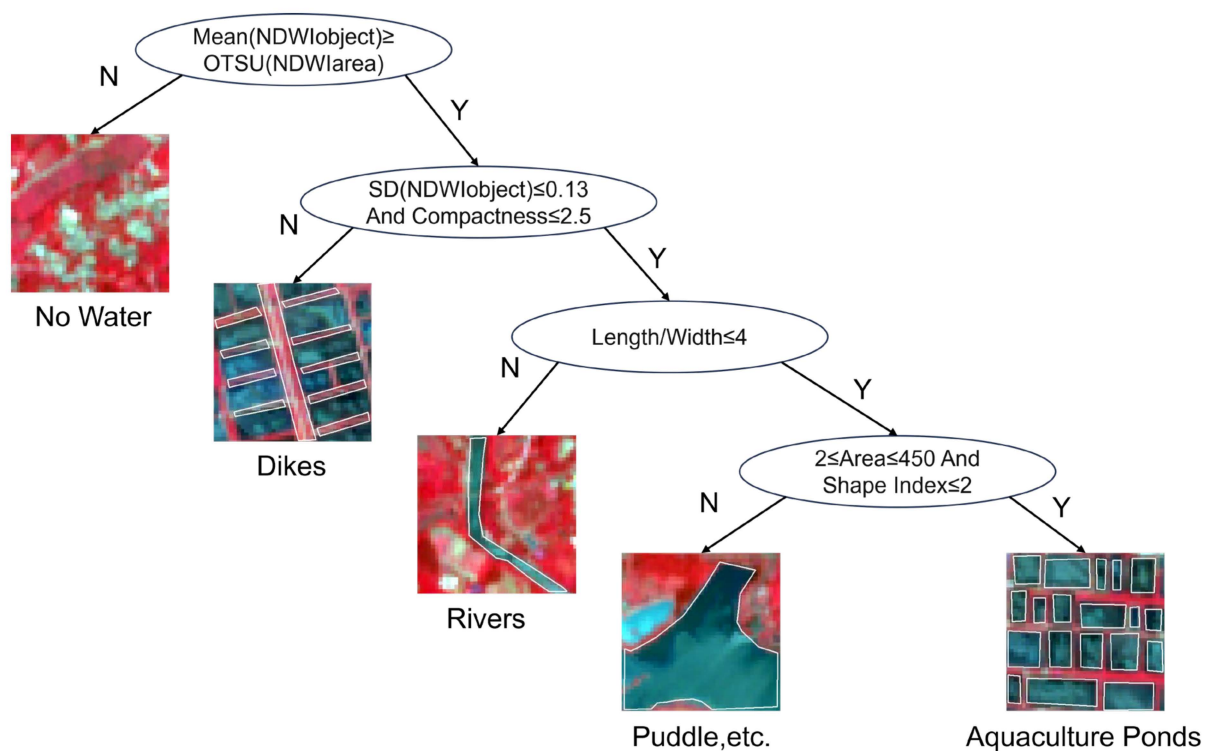 Mean(NDWIobject)≥
OTSU(NDWIarea)
N
Y
No Water
SD(NDWIobject)≤0.13
And Compactness≤2.5
N
Y
Dikes
Length/Width≤4
N
Y
Rivers
2≤Area≤450 And
Shape Index≤2
N
Y
Puddle,etc.
Aquaculture Ponds